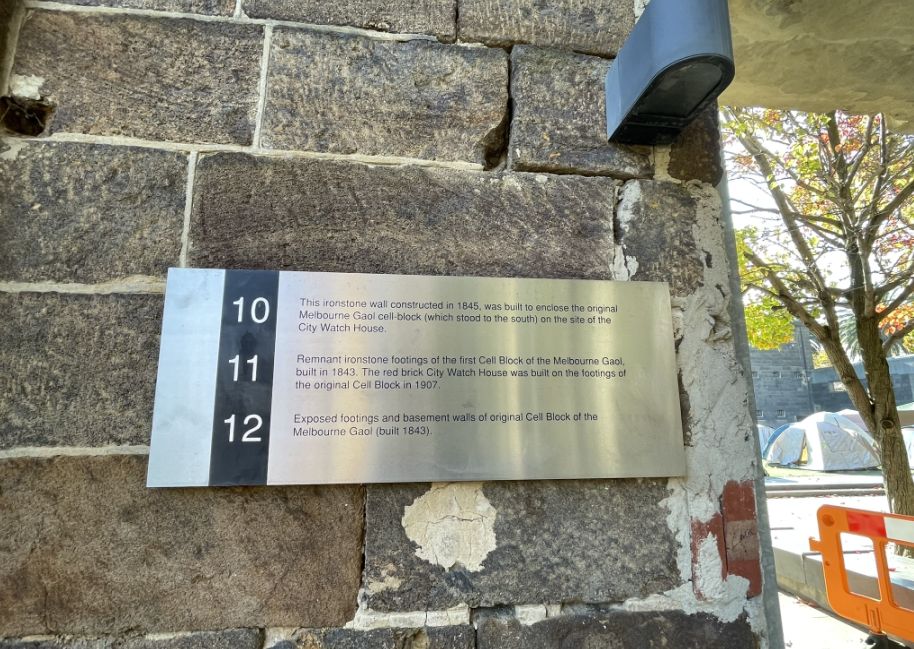 10
This ironstone wall constructed in 1845, was built to enclose the original
Melbourne Gaol cell-block (which stood to the south) on the site of the
City Watch House.
11
Remnant ironstone footings of the first Cell Block of the Melbourne Gaol,
built in 1843. The red brick City Watch House was built on the footings of
the original Cell Block in 1907.
12
Exposed footings and basement walls of original Cell Block of the
Melbourne Gaol (built 1843).